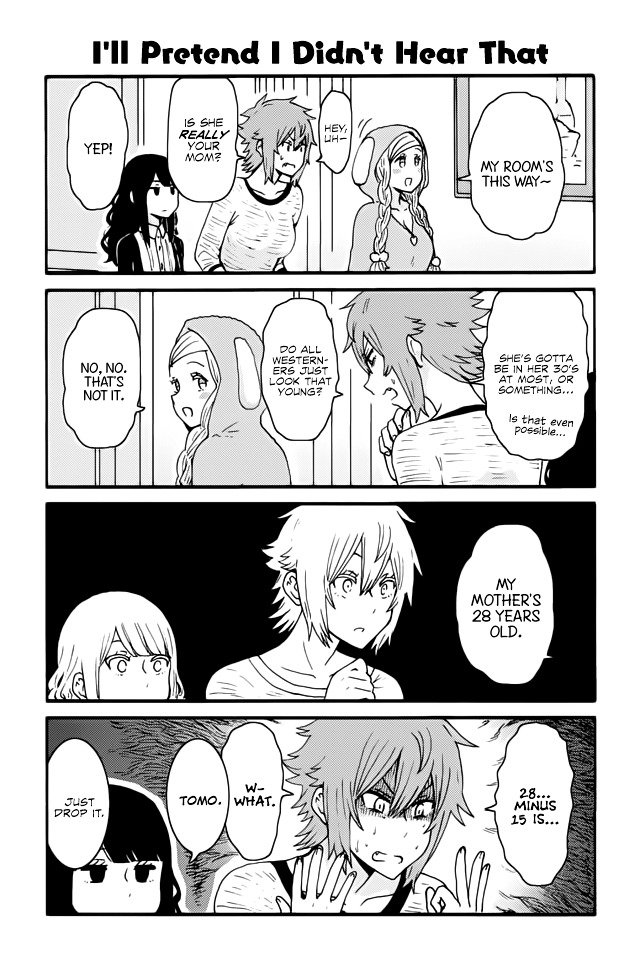 I'll Pretend I Didn't Hear That
MY ROOM'S
THIS WAY~
HEY,
UH—
IS SHE
REALLY
YOUR
MOM?
YEP!
SHE'S GOTTA
BE IN HER 30'S
AT MOST, OR
SOMETHING...
Is that even
possible...
DO ALL
WESTERN-
ERS JUST
LOOK THAT
YOUNG?
NO, NO.
THAT'S
NOT IT.
MY
MOTHER'S
28 YEARS
OLD.
28...
MINUS
15 IS...
W-
WHAT.
TOMO.
JUST
DROP IT.